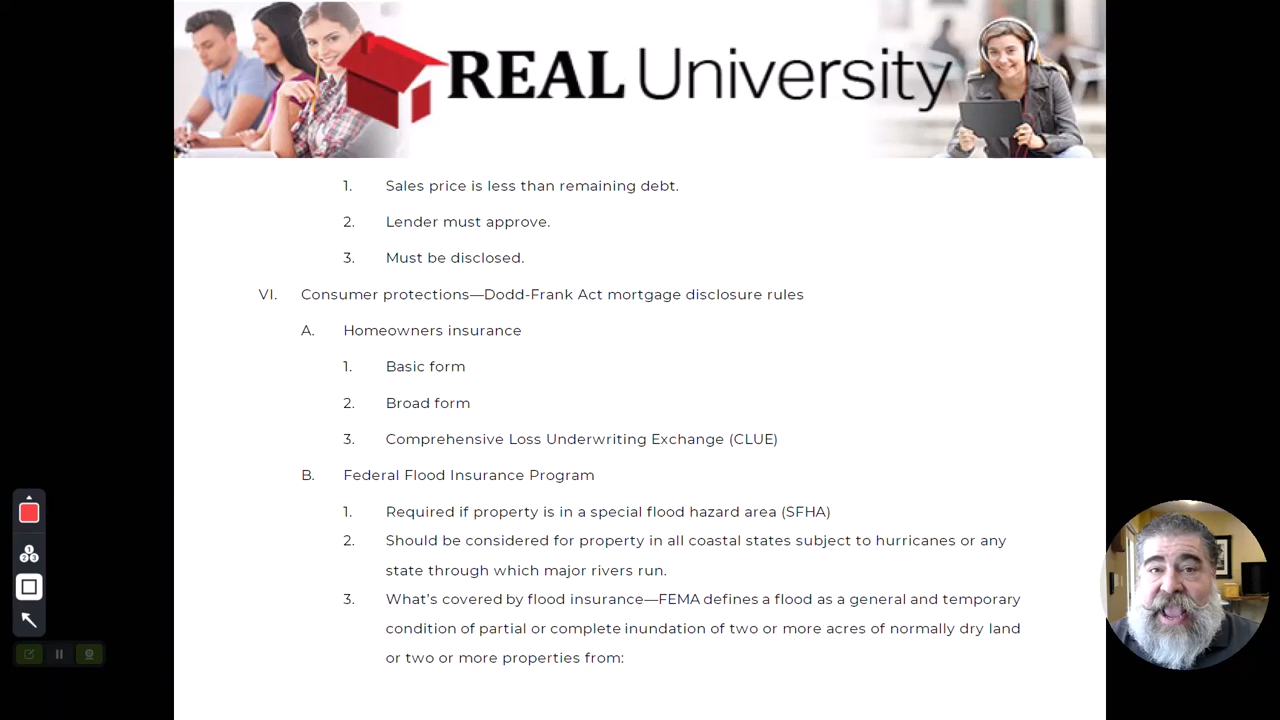 REAL University
1. Sales price is less than remaining debt.
2. Lender must approve.
3. Must be disclosed.
VI. Consumer protections—Dodd-Frank Act mortgage disclosure rules
A. Homeowners insurance
1. Basic form
2. Broad form
3. Comprehensive Loss Underwriting Exchange (CLUE)
B. Federal Flood Insurance Program
1. Required if property is in a special flood hazard area (SFHA)
2. Should be considered for property in all coastal states subject to hurricanes or any
state through which major rivers run.
3. What's covered by flood insurance—FEMA defines a flood as a general and temporary
condition of partial or complete inundation of two or more acres of normally dry land
or two or more properties from: